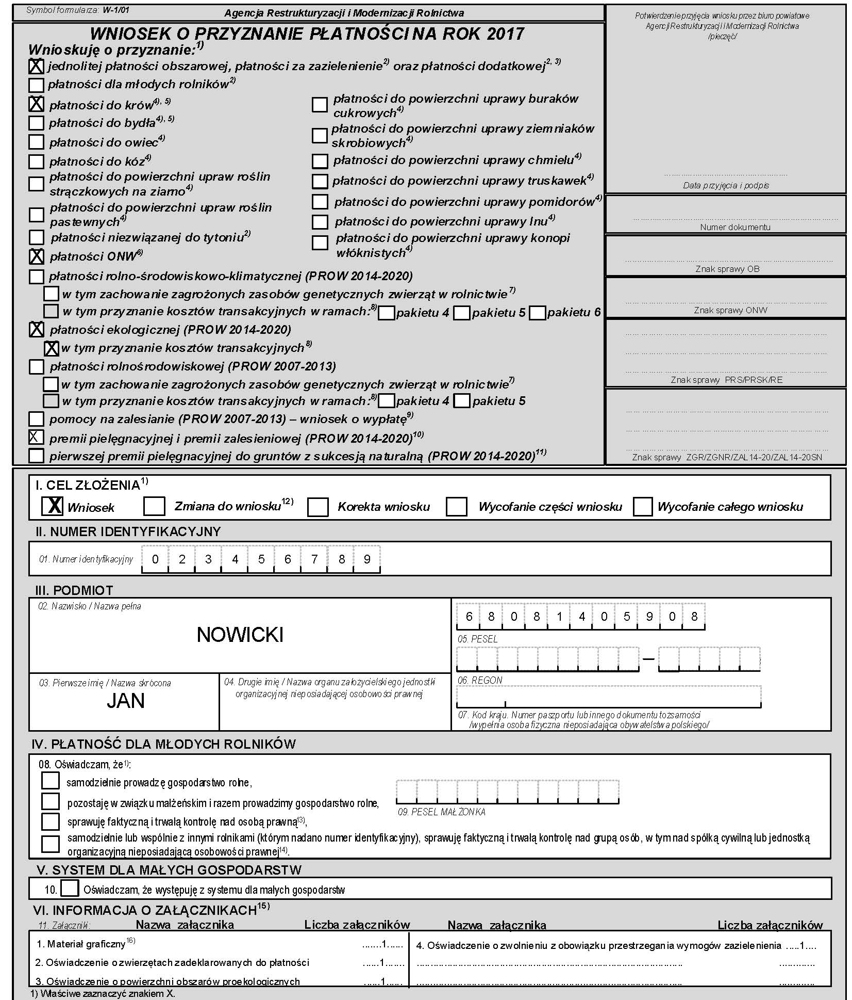 Symbol formularza: W-1/01
Agencja Restrukturyzacji i Modernizacji Rolnictwa
WNIOSEK O PRZYZNANIE PŁATNOŚCI NA ROK 2017
Wnioskuję o przyznanie:1)
X jednolitej płatności obszarowej, płatności za zazielenienie2) oraz płatności dodatkowej2, 3)
płatności dla młodych rolników2)
X płatności do krów4), 5)
płatności do bydła4), 5)
płatności do owiec4)
płatności do kóz4)
płatności do powierzchni upraw roślin
strączkowych na ziarno4)
płatności do powierzchni upraw roślin
pastewnych4)
płatności niezwiązanej do tytoniu2)
X płatności ONW6)
płatności do powierzchni uprawy buraków
cukrowych4)
płatności do powierzchni uprawy ziemniaków
skrobiowych4)
płatności do powierzchni uprawy chmielu4)
płatności do powierzchni uprawy truskawek4)
płatności do powierzchni uprawy pomidorów4)
płatności do powierzchni uprawy lnu4)
płatności do powierzchni uprawy konopi
włóknistych4)
płatności rolno-środowiskowo-klimatycznej (PROW 2014-2020)
w tym zachowanie zagrożonych zasobów genetycznych zwierząt w rolnictwie7)
w tym przyznanie kosztów transakcyjnych w ramach:8) pakietu 4 pakietu 5 pakietu 6
X płatności ekologicznej (PROW 2014-2020)
X w tym przyznanie kosztów transakcyjnych8)
płatności rolnośrodowiskowej (PROW 2007-2013)
w tym zachowanie zagrożonych zasobów genetycznych zwierząt w rolnictwie7)
w tym przyznanie kosztów transakcyjnych w ramach:8) pakietu 4 pakietu 5
pomocy na zalesianie (PROW 2007-2013) – wniosek o wypłatę9)
X premii pielęgnacyjnej i premii zalesieniowej (PROW 2014-2020)10)
pierwszej premii pielęgnacyjnej do gruntów z sukcesją naturalną (PROW 2014-2020)11)
Potwierdzenie przyjęcia wniosku przez biuro powiatowe
Agencji Restrukturyzacji i Modernizacji Rolnictwa
/pieczęć/
Data przyjęcia i podpis
Numer dokumentu
Znak sprawy OB
Znak sprawy ONW
Znak sprawy PRS/PRSK/RE
Znak sprawy ZGR/ZGNR/ZAL14-20/ZAL14-20SN
I. CEL ZŁOŻENIA1)
X Wniosek Zmiana do wniosku12) Korekta wniosku Wycofanie części wniosku Wycofanie całego wniosku
II. NUMER IDENTYFIKACYJNY
01. Numer identyfikacyjny 0 2 3 4 5 6 7 8 9
III. PODMIOT
02. Nazwisko / Nazwa pełna
NOWICKI
03. Pierwsze imię / Nazwa skrócona
JAN
04. Drugie imię / Nazwa organu założycielskiego jednostki
organizacyjnej nieposiadającej osobowości prawnej
6 8 0 8 1 4 0 5 9 0 8
05. PESEL
–
06. REGON
07. Kod kraju. Numer paszportu lub innego dokumentu tożsamości
/wypełnia osoba fizyczna nieposiadająca obywatelstwa polskiego/
IV. PŁATNOŚĆ DLA MŁODYCH ROLNIKÓW
08. Oświadczam, że1):
samodzielnie prowadzę gospodarstwo rolne,
pozostaję w związku małżeńskim i razem prowadzimy gospodarstwo rolne,
09. PESEL MAŁŻONKA
sprawuję faktyczną i trwałą kontrolę nad osobą prawną13),
samodzielnie lub wspólnie z innymi rolnikami (którym nadano numer identyfikacyjny), sprawuję faktyczną i trwałą kontrolę nad grupą osób, w tym nad spółką cywilną lub jednostką
organizacyjną nieposiadającą osobowości prawnej14).
V. SYSTEM DLA MAŁYCH GOSPODARSTW
10. Oświadczam, że występuję z systemu dla małych gospodarstw
VI. INFORMACJA O ZAŁĄCZNIKACH15)
11. Załączniki: Nazwa załącznika Liczba załączników Nazwa załącznika Liczba załączników
1. Materiał graficzny16) .......1......
2. Oświadczenie o zwierzętach zadeklarowanych do płatności ......1.......
3. Oświadczenie o powierzchni obszarów proekologicznych ......1......
4. Oświadczenie o zwolnieniu z obowiązku przestrzegania wymogów zazielenienia .....1....
1) Właściwe zaznaczyć znakiem X.